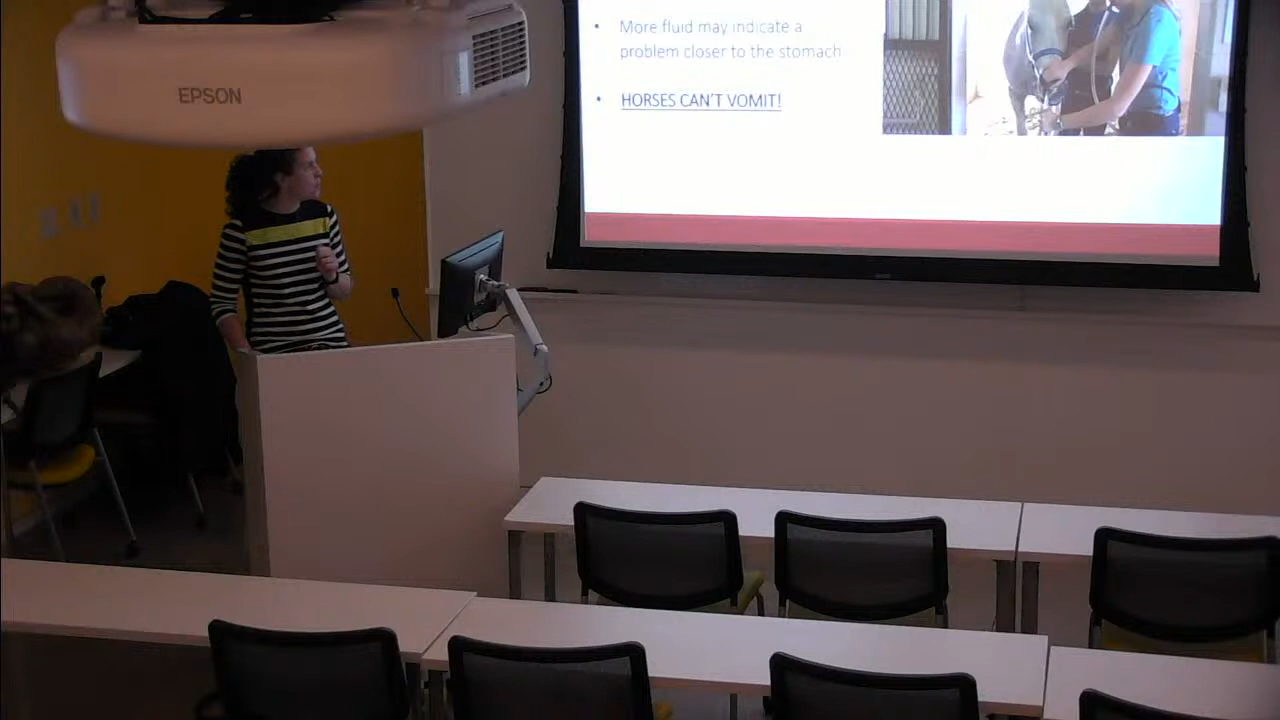 More fluid may indicate a
problem closer to the stomach
HORSES CAN'T VOMIT!
EPSON